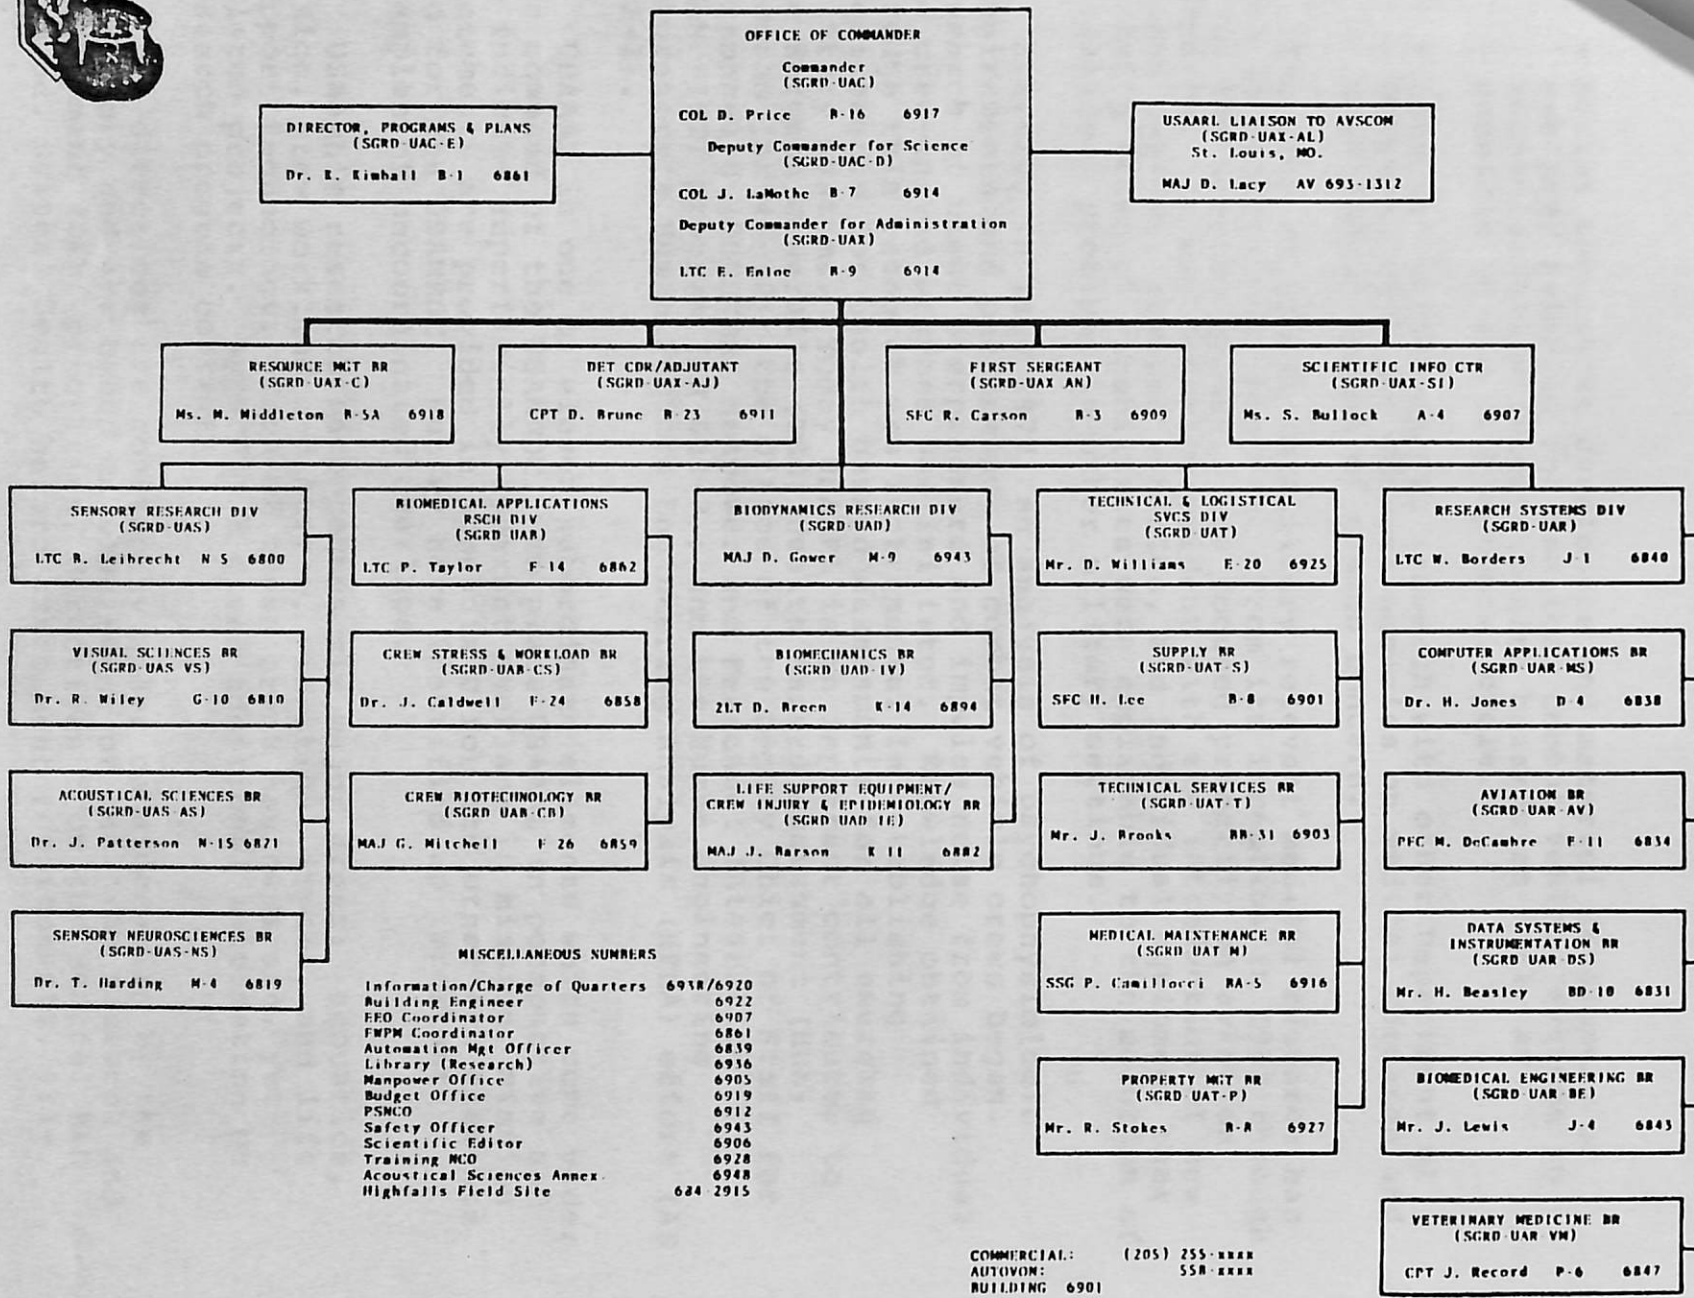 OFFICE OF COMMANDER
Commander
(SGRD-UAC)
COL D. Price B-16 6917
Deputy Commander for Science
(SGRD-UAC-D)
COL J. LaMothe B-7 6914
Deputy Commander for Administration
(SGRD-UAX)
LTC E. Enloe B-9 6914
DIRECTOR, PROGRAMS & PLANS
(SGRD-UAC-E)
Dr. K. Kimball B-1 6861
USAARL LIAISON TO AVSCOM
(SGRD-UAX-AL)
St. Louis, MO.
MAJ D. Lacy AV 693-1312
RESOURCE MGT BR
(SGRD-UAX-C)
Ms. M. Middleton B-5A 6918
DET CDR/ADJUTANT
(SGRD-UAX-AJ)
CPT D. Brune B-23 6911
FIRST SERGEANT
(SGRD-UAX AN)
SFC R. Carson B-3 6909
SCIENTIFIC INFO CTR
(SGRD-UAX-SI)
Ms. S. Bullock A-4 6907
SENSORY RESEARCH DIV
(SGRD-UAS)
LTC B. Leibrecht N 5 6800
VISUAL SCIENCES BR
(SGRD-UAS VS)
Dr. R. Wiley G-10 6810
ACOUSTICAL SCIENCES BR
(SGRD-UAS AS)
Dr. J. Patterson N-15 6821
SENSORY NEUROSCIENCES BR
(SGRD-UAS-NS)
Dr. T. Harding M-4 6819
BIOMEDICAL APPLICATIONS
RSCH DIV
(SGRD UAB)
LTC P. Taylor F-14 6862
CREW STRESS & WORKLOAD BR
(SGRD-UAB-CS)
Dr. J. Caldwell F-24 6858
CREW BIOTECHNOLOGY BR
(SGRD UAB-CB)
MAJ G. Mitchell F 26 6859
BIODYNAMICS RESEARCH DIV
(SGRD UAD)
MAJ D. Gower M-9 6943
BIOMECHANICS BR
(SGRD-UAD-IV)
2LT D. Breen K-14 6894
LIFE SUPPORT EQUIPMENT/
CREW INJURY & EPIDEMIOLOGY BR
(SGRD UAD IE)
MAJ J. Barson K 11 6882
TECHNICAL & LOGISTICAL
SVCS DIV
(SGRD-UAT)
Mr. D. Williams E-20 6925
SUPPLY BR
(SGRD-UAT-S)
SFC H. Lee B-8 6901
TECHNICAL SERVICES BR
(SGRD-UAT-T)
Mr. J. Brooks BB-31 6903
MEDICAL MAINTENANCE BR
(SGRD UAT M)
SSG P. Camillocci BA-5 6916
PROPERTY MGT BR
(SGRD UAT-P)
Mr. R. Stokes B-8 6927
RESEARCH SYSTEMS DIV
(SGRD-UAR)
LTC W. Borders J-1 6840
COMPUTER APPLICATIONS BR
(SGRD-UAR-MS)
Dr. H. Jones D-4 6838
AVIATION BR
(SGRD-UAR-AV)
PFC M. DeCambre F-11 6834
DATA SYSTEMS &
INSTRUMENTATION BR
(SGRD UAR DS)
Mr. H. Beasley BD-10 6831
BIOMEDICAL ENGINEERING BR
(SGRD-UAR-BE)
Mr. J. Lewis J-4 6843
VETERINARY MEDICINE BR
(SGRD-UAR VM)
CPT J. Record P-6 6847
MISCELLANEOUS NUMBERS
Information/Charge of Quarters 6938/6920
Building Engineer 6922
EEO Coordinator 6907
FWPM Coordinator 6861
Automation Mgt Officer 6839
Library (Research) 6936
Manpower Office 6905
Budget Office 6919
PSNCO 6912
Safety Officer 6943
Scientific Editor 6906
Training NCO 6928
Acoustical Sciences Annex 6948
Highfalls Field Site 684-2915
COMMERCIAL: (205) 255-xxxx
AUTOVON: 558-xxxx
BUILDING 6901